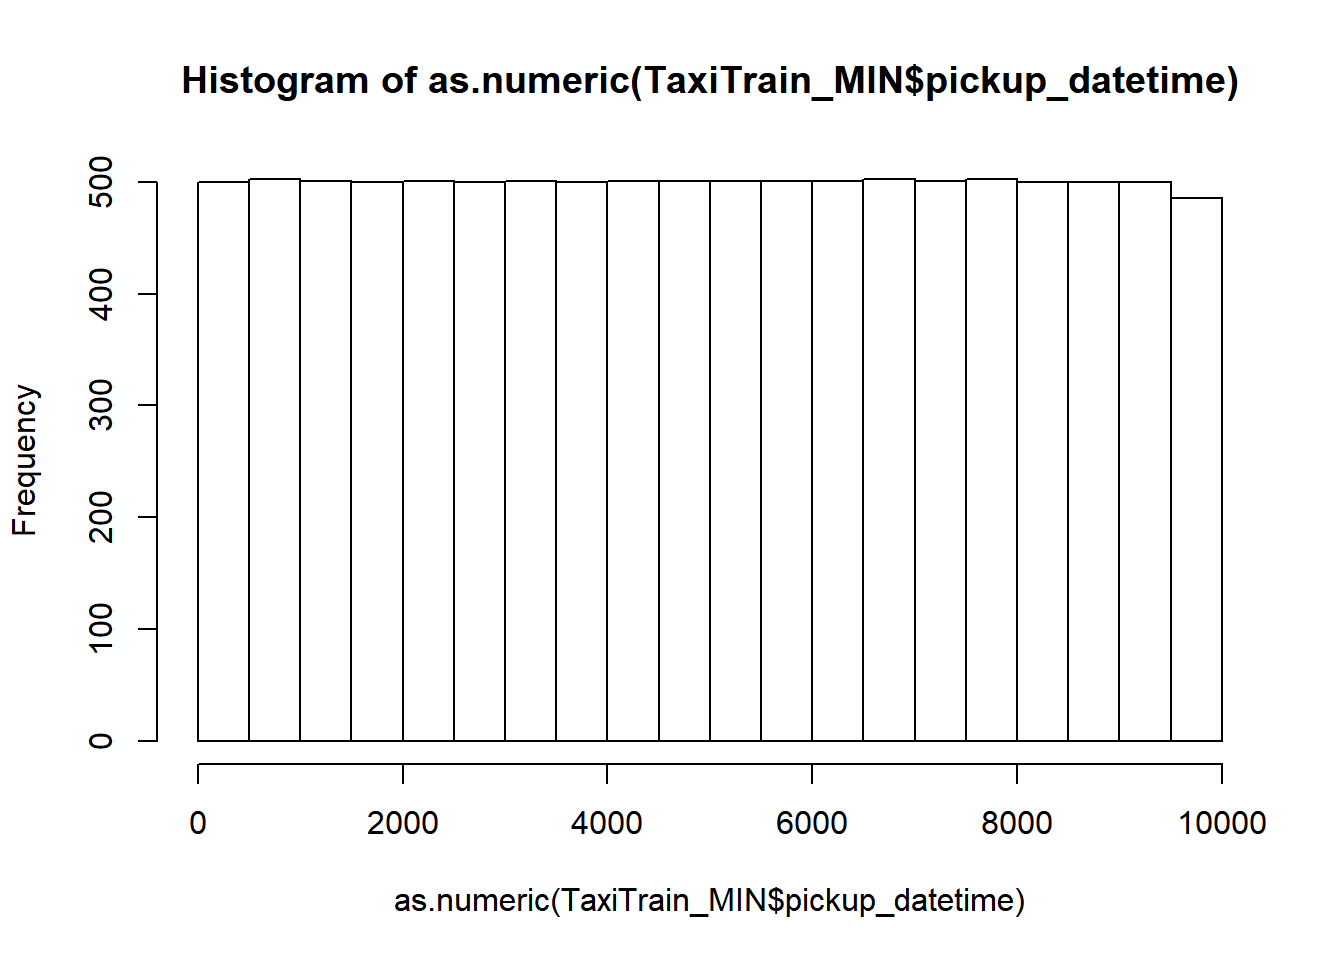 Histogram of as.numeric(TaxiTrain_MIN$pickup_datetime)
Frequency
500
400
300
200
100
0
0 2000 4000 6000 8000 10000
as.numeric(TaxiTrain_MIN$pickup_datetime)